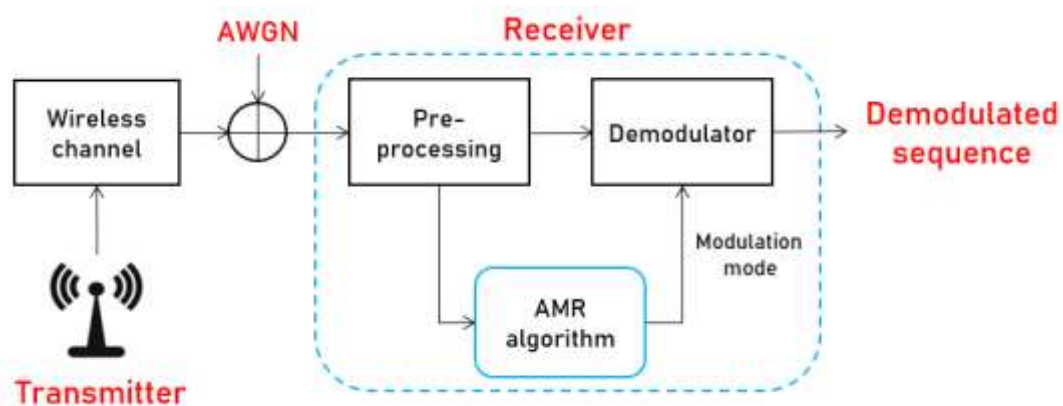 AWGN
Receiver
Wireless
channel
Pre-
processing
Demodulator
Demodulated
sequence
Modulation
mode
AMR
algorithm
Transmitter